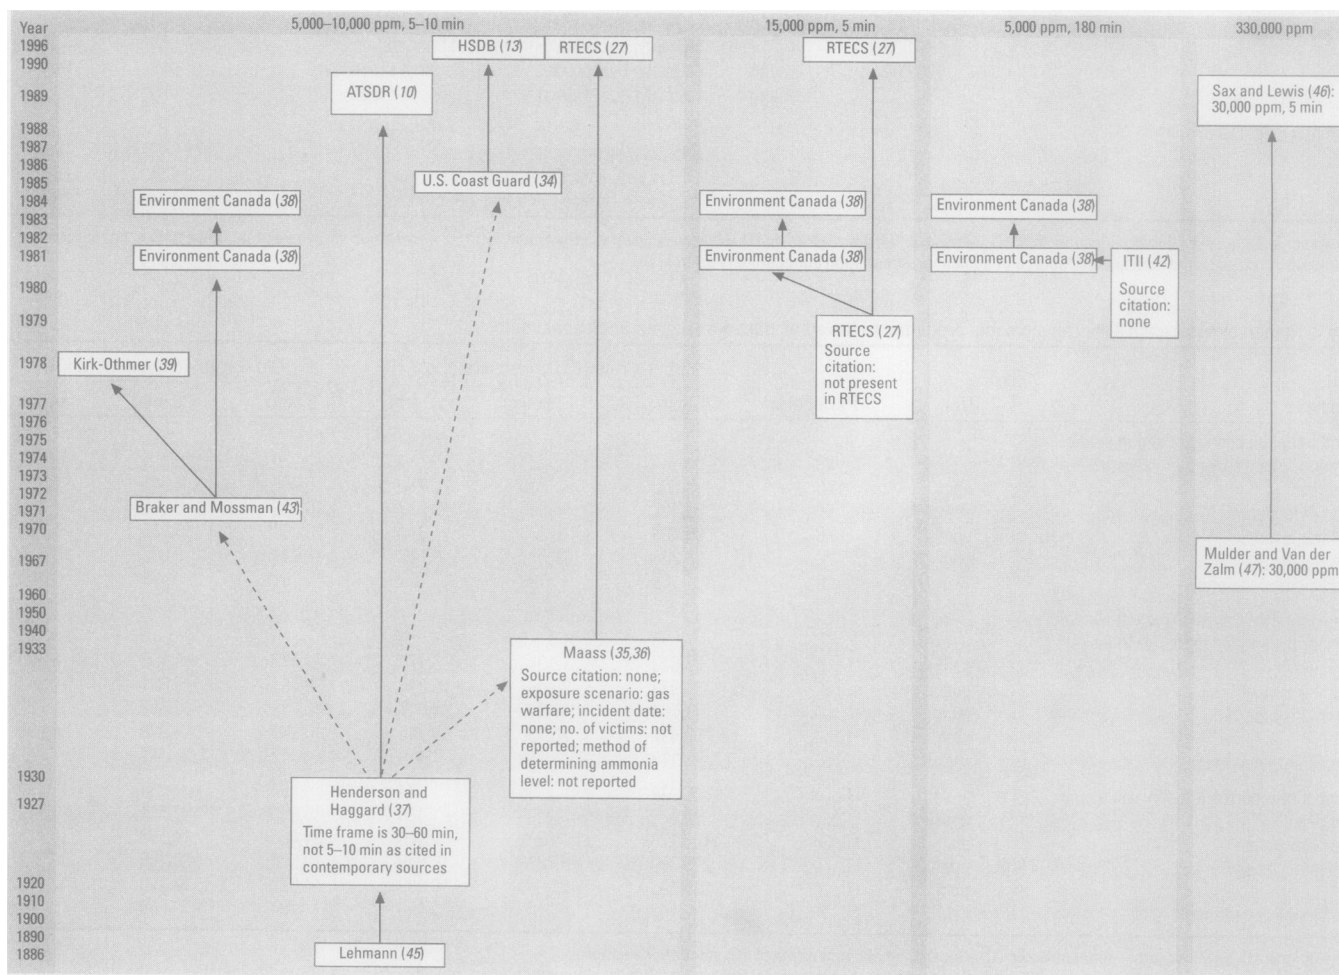 Year
5,000–10,000 ppm, 5–10 min
15,000 ppm, 5 min
5,000 ppm, 180 min
330,000 ppm
1996
1990
1989
1988
1987
1986
1985
1984
1983
1982
1981
1980
1979
1978
1977
1976
1975
1974
1973
1972
1971
1970
1967
1960
1950
1940
1933
1930
1927
1920
1910
1900
1890
1886
HSDB (13)
RTECS (27)
ATSDR (10)
U.S. Coast Guard (34)
Environment Canada (38)
Environment Canada (38)
Kirk-Othmer (39)
Braker and Mossman (43)
Maass (35,36)
Source citation: none;
exposure scenario: gas
warfare; incident date:
none; no. of victims: not
reported; method of
determining ammonia
level: not reported
Henderson and
Haggard (37)
Time frame is 30–60 min,
not 5–10 min as cited in
contemporary sources
Lehmann (45)
RTECS (27)
Environment Canada (38)
Environment Canada (38)
RTECS (27)
Source
citation:
not present
in RTECS
Environment Canada (38)
Environment Canada (38)
ITII (42)
Source
citation:
none
Sax and Lewis (46):
30,000 ppm, 5 min
Mulder and Van der
Zalm (47): 30,000 ppm